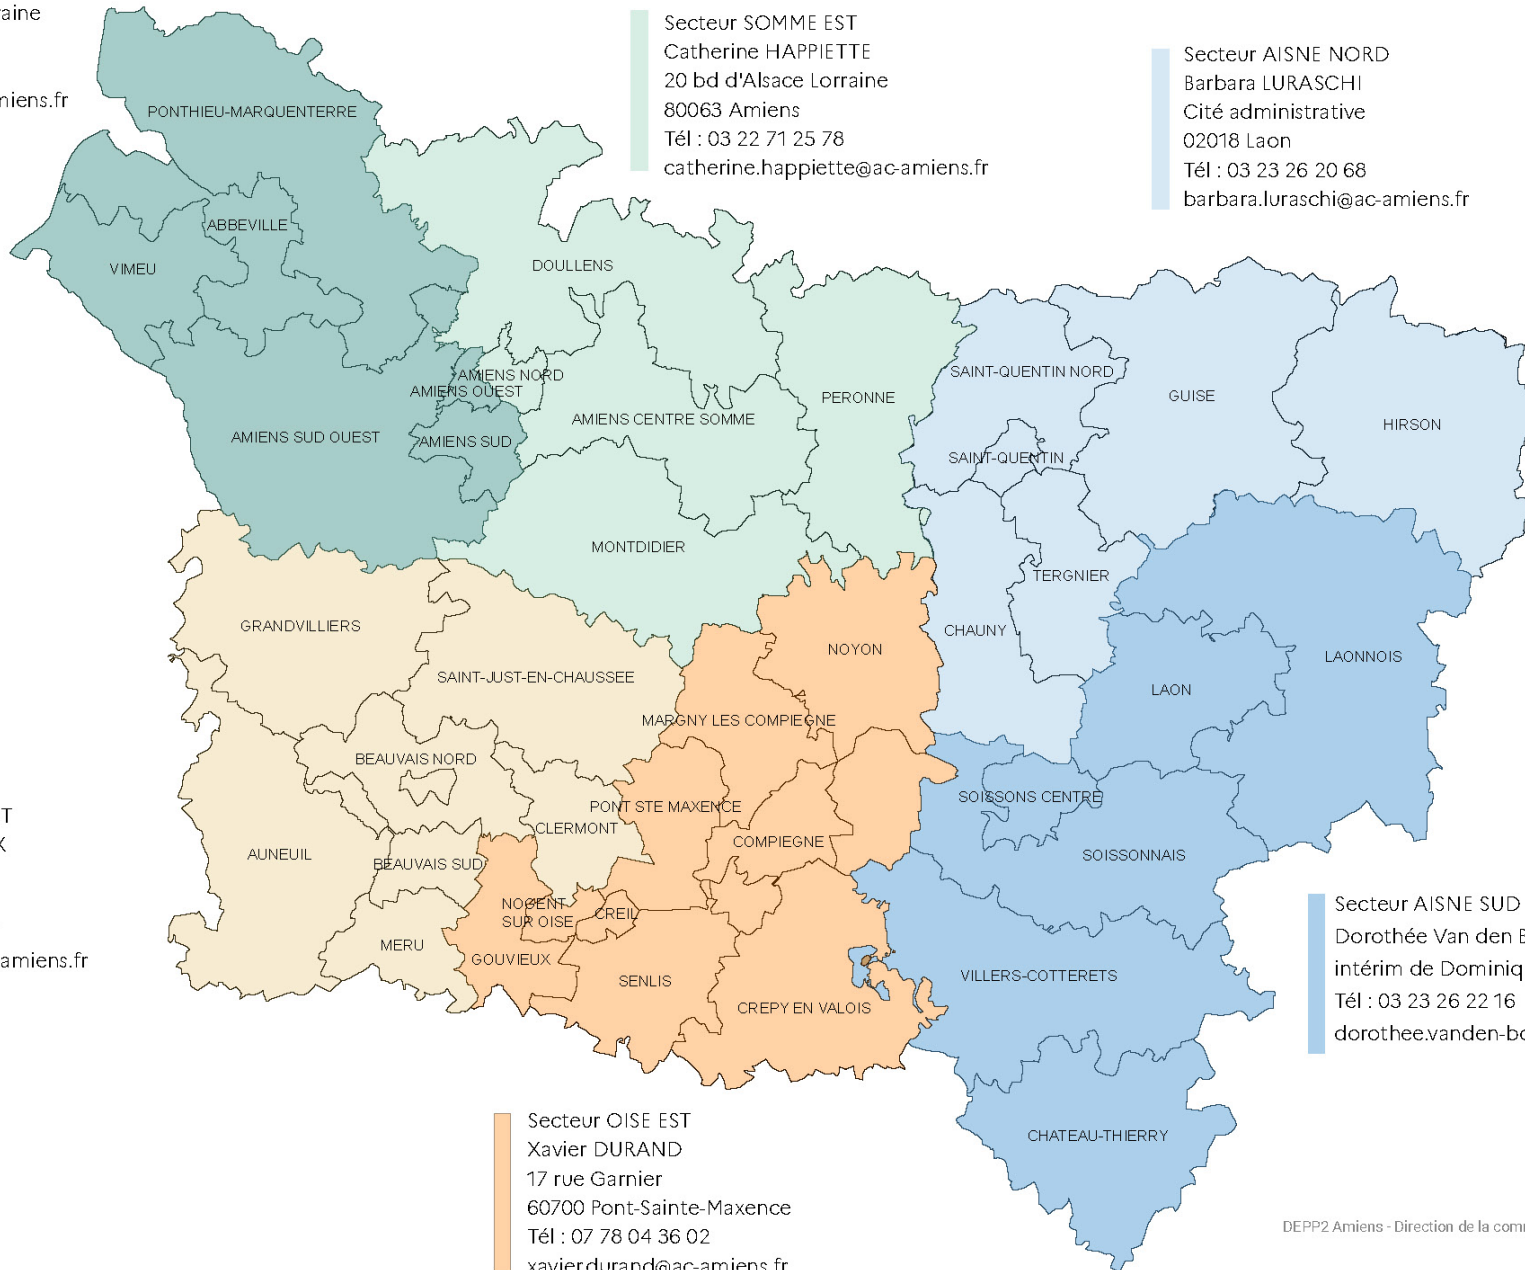 raine
niens.fr
Secteur SOMME EST
Catherine HAPPIETTE
20 bd d'Alsace Lorraine
80063 Amiens
Tél : 03 22 71 25 78
catherine.happiette@ac-amiens.fr
Secteur AISNE NORD
Barbara LURASCHI
Cité administrative
02018 Laon
Tél : 03 23 26 20 68
barbara.luraschi@ac-amiens.fr
PONTHIEU-MARQUENTERRE
ABBEVILLE
VIMEU
DOULLENS
AMIENS NORD
AMIENS OUEST
AMIENS SUD OUEST
AMIENS SUD
AMIENS CENTRE SOMME
PERONNE
MONTDIDIER
SAINT-QUENTIN NORD
SAINT-QUENTIN
GUISE
HIRSON
TERGNIER
CHAUNY
LAONNOIS
LAON
GRANDVILLIERS
SAINT-JUST-EN-CHAUSSEE
NOYON
MARGNY LES COMPIEGNE
BEAUVAIS NORD
PONT STE MAXENCE
CLERMONT
COMPIEGNE
AUNEUIL
BEAUVAIS SUD
SOISSONS CENTRE
SOISSONNAIS
NOGENT
SUR OISE
CREIL
MERU
GOUVIEUX
SENLIS
CREPY EN VALOIS
VILLERS-COTTERETS
CHATEAU-THIERRY
T
X
amiens.fr
Secteur AISNE SUD
Dorothée Van den B
intérim de Dominiq
Tél : 03 23 26 22 16
dorothee.vanden-bo
Secteur OISE EST
Xavier DURAND
17 rue Garnier
60700 Pont-Sainte-Maxence
Tél : 07 78 04 36 02
xavier.durand@ac-amiens.fr
DEPP2 Amiens - Direction de la com